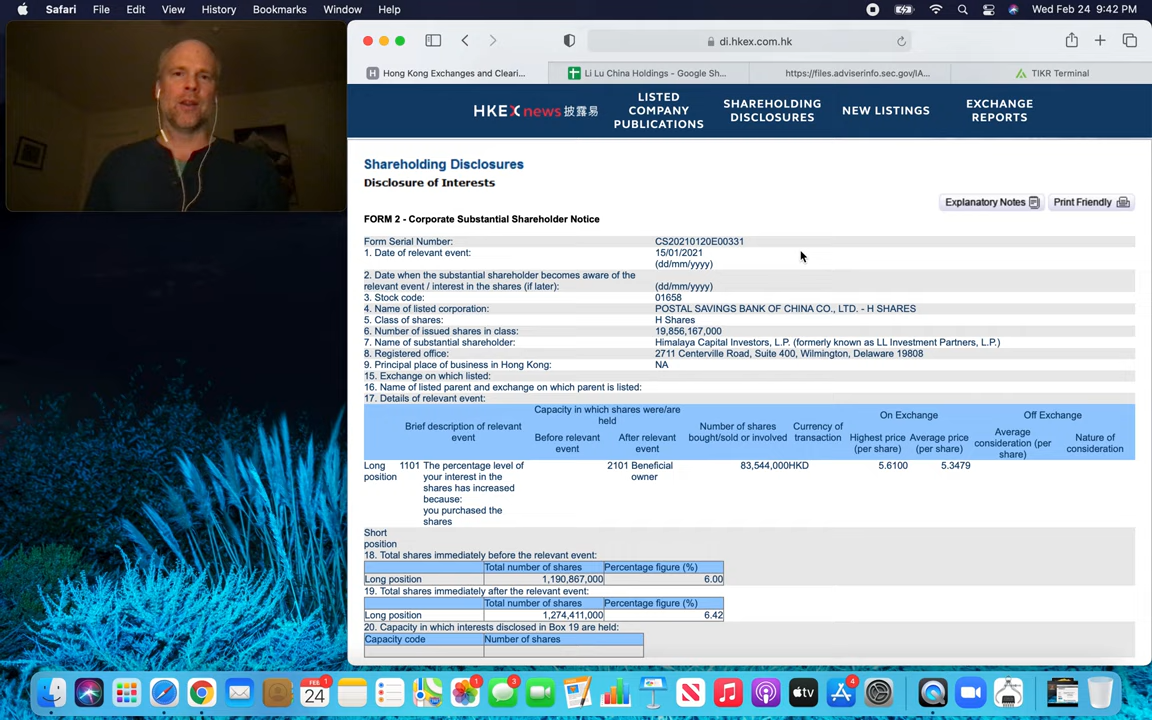 Safari File Edit View History Bookmarks Window Help Wed Feb 24 9:42 PM
di.hkex.com.hk
H Hong Kong Exchanges and Cleari... Li Lu China Holdings - Google Sh... https://files.adviserinfo.sec.gov/IA... TIKR Terminal
HKEXnews 披露易
LISTED COMPANY PUBLICATIONS
SHAREHOLDING DISCLOSURES
NEW LISTINGS
EXCHANGE REPORTS
Shareholding Disclosures
Disclosure of Interests
Explanatory Notes Print Friendly
FORM 2 - Corporate Substantial Shareholder Notice
Form Serial Number: CS20210120E00331
1. Date of relevant event: 15/01/2021
(dd/mm/yyyy)
2. Date when the substantial shareholder becomes aware of the
relevant event / interest in the shares (if later): (dd/mm/yyyy)
3. Stock code: 01658
4. Name of listed corporation: POSTAL SAVINGS BANK OF CHINA CO., LTD. - H SHARES
5. Class of shares: H Shares
6. Number of issued shares in class: 19,856,167,000
7. Name of substantial shareholder: Himalaya Capital Investors, L.P. (formerly known as LL Investment Partners, L.P.)
8. Registered office: 2711 Centerville Road, Suite 400, Wilmington, Delaware 19808
9. Principal place of business in Hong Kong: NA
15. Exchange on which listed:
16. Name of listed parent and exchange on which parent is listed:
17. Details of relevant event:
Brief description of relevant event
Capacity in which shares were/are held
Before relevant event
After relevant event
Number of shares bought/sold or involved
Currency of transaction
On Exchange
Highest price (per share)
Average price (per share)
Off Exchange
Average consideration (per share)
Nature of consideration
Long position 1101 The percentage level of your interest in the shares has increased because: you purchased the shares
2101 Beneficial owner
83,544,000HKD 5.6100 5.3479
Short position
18. Total shares immediately before the relevant event:
Total number of shares Percentage figure (%)
Long position 1,190,867,000 6.00
19. Total shares immediately after the relevant event:
Total number of shares Percentage figure (%)
Long position 1,274,411,000 6.42
20. Capacity in which interests disclosed in Box 19 are held:
Capacity code Number of shares
FEB
24
1
1
3
tv
4